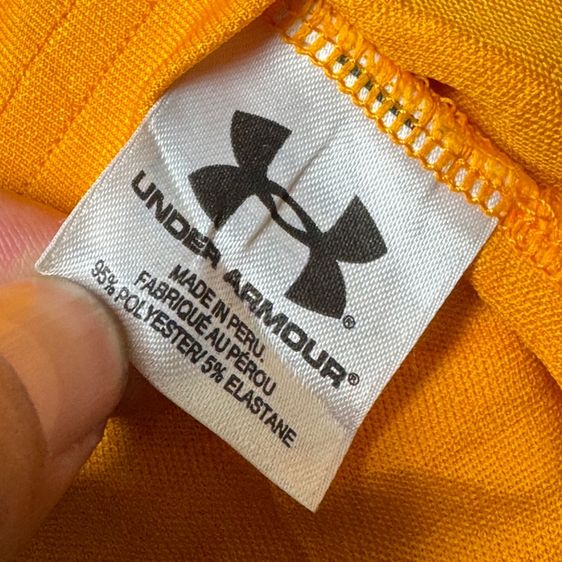 ®
UNDER ARMOUR®
MADE IN PERU.
FABRIQUÉ AU PÉROU
95% POLYESTER/ 5% ELASTANE